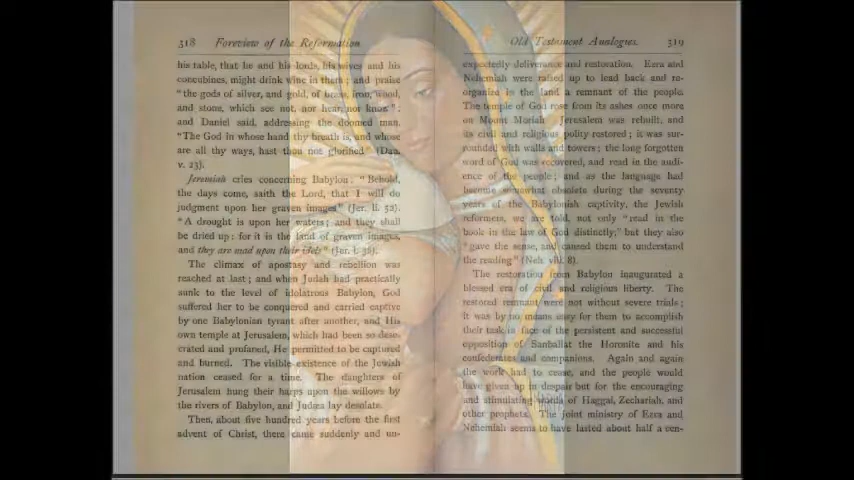 318 Foreview of the Reformation
his table, that he and his lords, his wives and his
concubines, might drink wine in them; and praise
"the gods of silver, and gold, of brass, iron, wood,
and stone, which see not, nor hear, nor know":
and Daniel said, addressing the doomed man.
"The God in whose hand thy breath is, and whose
are all thy ways, hast thou not glorified" (Dan.
v. 23).
Jeremiah cries concerning Babylon: "Behold,
the days come, saith the Lord, that I will do
judgment upon her graven images" (Jer. li. 52).
"A drought is upon her waters; and they shall
be dried up: for it is the land of graven images,
and they are mad upon their idols" (Jer. l. 38).
The climax of apostasy and rebellion was
reached at last; and when Judah had practically
sunk to the level of idolatrous Babylon, God
suffered her to be conquered and carried captive
by one Babylonian tyrant after another, and His
own temple at Jerusalem, which had been so dese-
crated and profaned, He permitted to be captured
and burned. The visible existence of the Jewish
nation ceased for a time. The daughters of
Jerusalem hung their harps upon the willows by
the rivers of Babylon, and Judæa lay desolate.
Then, about five hundred years before the first
advent of Christ, there came suddenly and un-
Old Testament Analogies. 319
expectedly deliverance and restoration. Ezra and
Nehemiah were raised up to lead back and re-
organize in the land a remnant of the people.
The temple of God rose from its ashes once more
on Mount Moriah. Jerusalem was rebuilt, and
its civil and religious polity restored; it was sur-
rounded with walls and towers; the long forgotten
word of God was recovered, and read in the audi-
ence of the people; and as the language had
become somewhat obsolete during the seventy
years of the Babylonish captivity, the Jewish
reformers, we are told, not only "read in the
book in the law of God distinctly," but they also
"gave the sense, and caused them to understand
the reading" (Neh. viii. 8).
The restoration from Babylon inaugurated a
blessed era of civil and religious liberty. The
restored remnant were not without severe trials;
it was by no means easy for them to accomplish
their task in face of the persistent and successful
opposition of Sanballat the Horonite and his
confederates and companions. Again and again
the work had to cease, and the people would
have given up in despair but for the encouraging
and stimulating words of Haggai, Zechariah, and
other prophets. The joint ministry of Ezra and
Nehemiah seems to have lasted about half a cen-